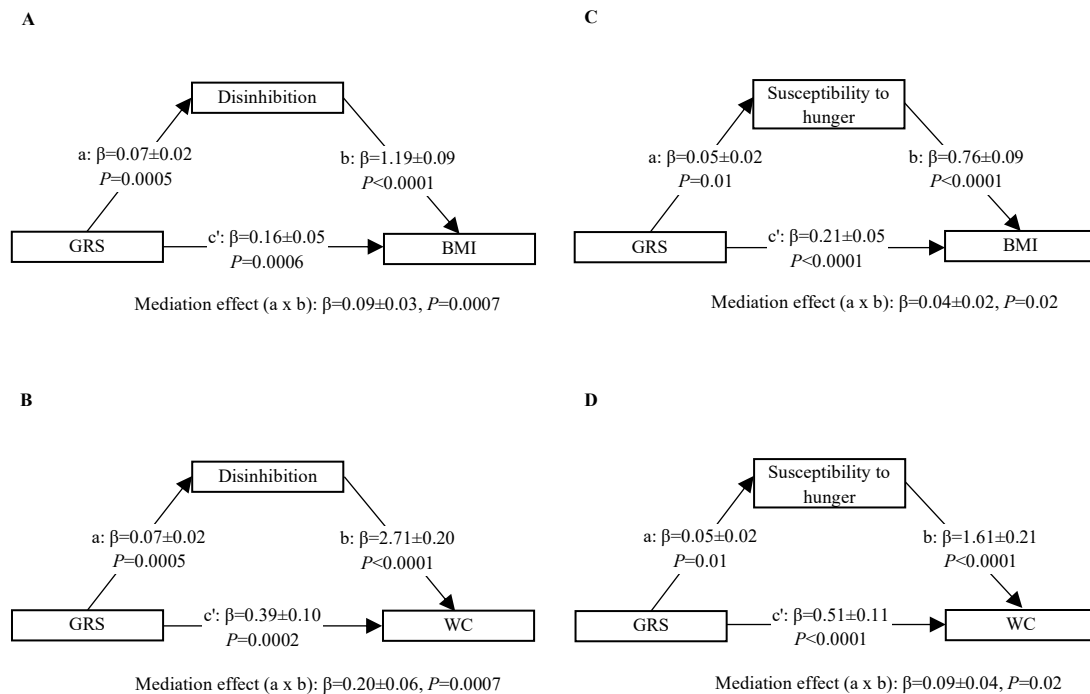 A
Disinhibition
a: β=0.07±0.02
P=0.0005
b: β=1.19±0.09
P<0.0001
GRS
c': β=0.16±0.05
P=0.0006
BMI
Mediation effect (a x b): β=0.09±0.03, P=0.0007
C
Susceptibility to
hunger
a: β=0.05±0.02
P=0.01
b: β=0.76±0.09
P<0.0001
GRS
c': β=0.21±0.05
P<0.0001
BMI
Mediation effect (a x b): β=0.04±0.02, P=0.02
B
Disinhibition
a: β=0.07±0.02
P=0.0005
b: β=2.71±0.20
P<0.0001
GRS
c': β=0.39±0.10
P=0.0002
WC
Mediation effect (a x b): β=0.20±0.06, P=0.0007
D
Susceptibility to
hunger
a: β=0.05±0.02
P=0.01
b: β=1.61±0.21
P<0.0001
GRS
c': β=0.51±0.11
P<0.0001
WC
Mediation effect (a x b): β=0.09±0.04, P=0.02